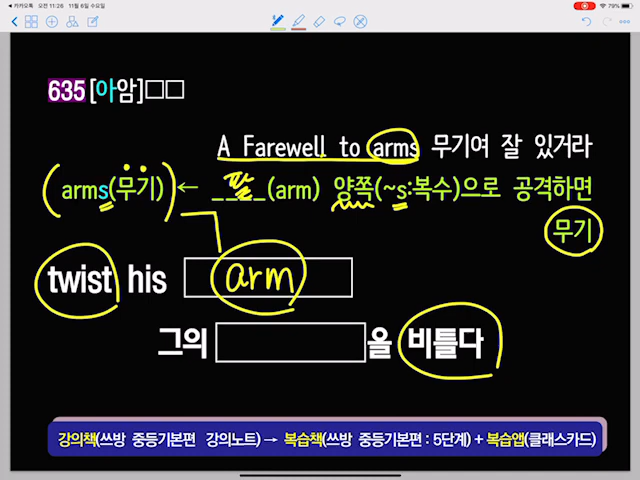 카카오톡 오전 11:26 11월 6일 수요일 79%
635 [아암]□□
A Farewell to arms 무기여 잘 있거라
(arms(무기)) ← __팔__(arm) 양쪽(~s:복수)으로 공격하면
무기
twist his arm
그의 을 비틀다
강의책(쓰방 중등기본편 강의노트) → 복습책(쓰방 중등기본편 : 5단계) + 복습앱(클래스카드)